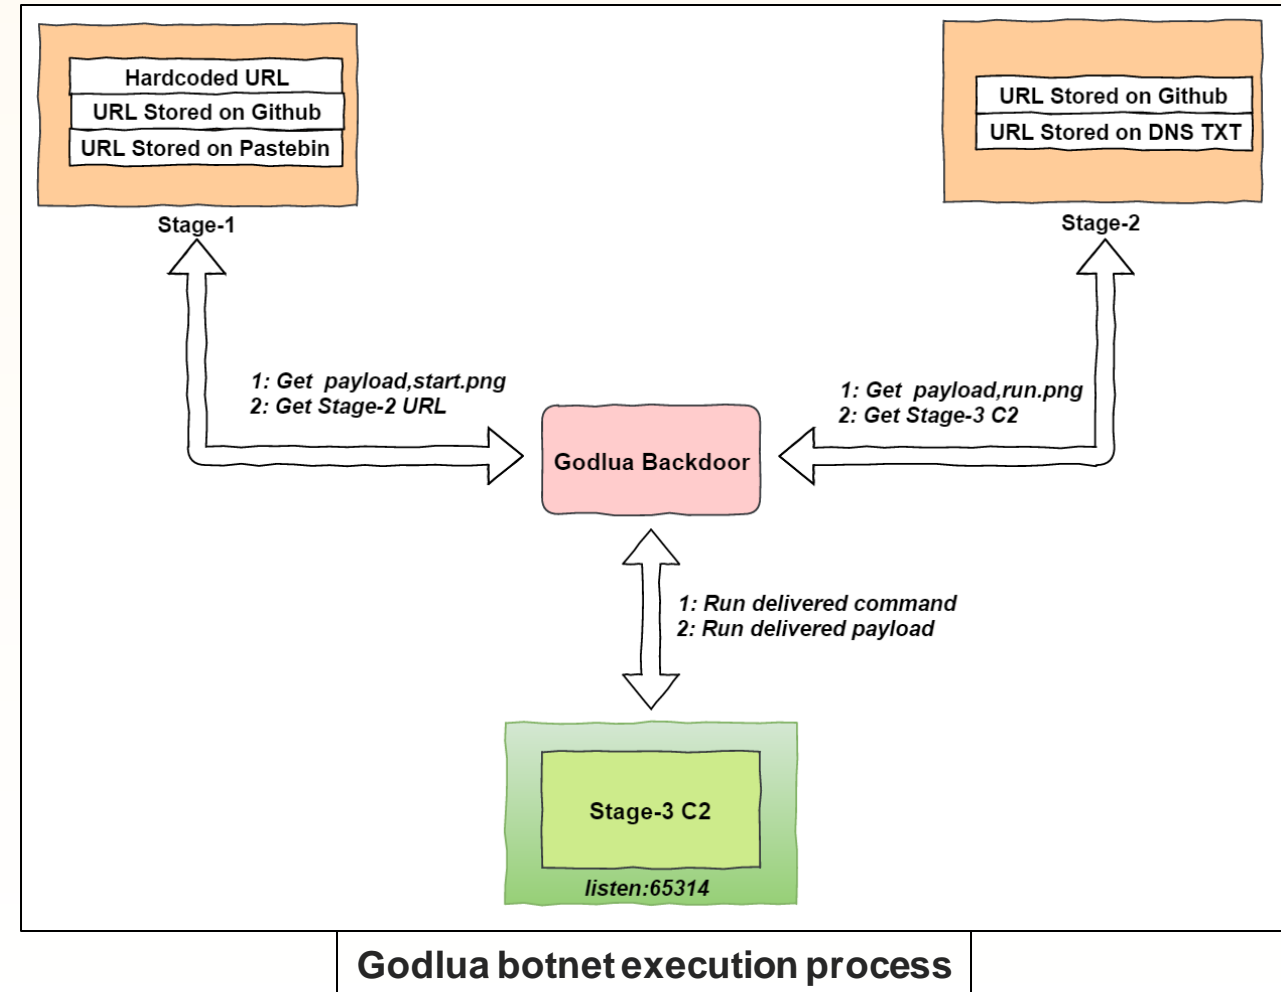 Hardcoded URL
URL Stored on Github
URL Stored on Pastebin
Stage-1
URL Stored on Github
URL Stored on DNS TXT
Stage-2
1: Get payload,start.png
2: Get Stage-2 URL
1: Get payload,run.png
2: Get Stage-3 C2
Godlua Backdoor
1: Run delivered command
2: Run delivered payload
Stage-3 C2
listen:65314
Godlua botnet execution process